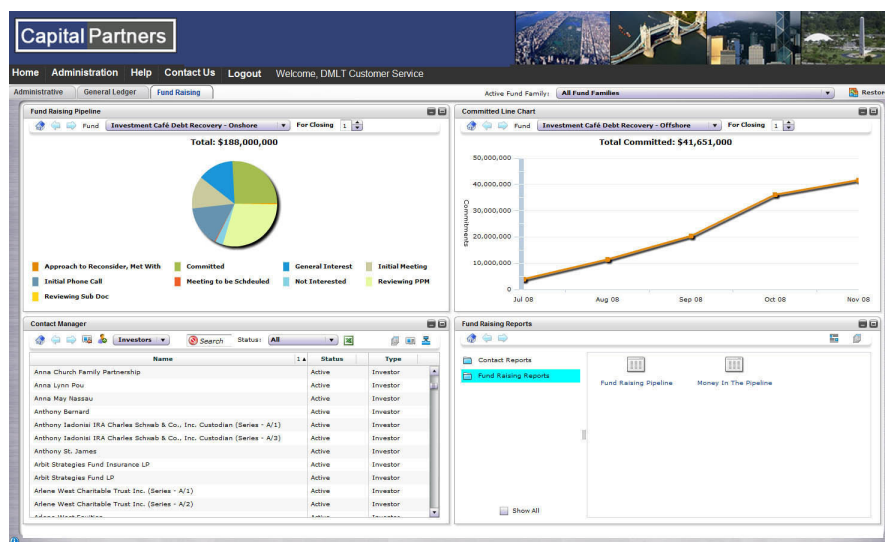 Capital Partners
Home Administration Help Contact Us Logout Welcome, DMLT Customer Service
Administrative General Ledger Fund Raising Active Fund Family: All Fund Families Restor
Fund Raising Pipeline
Fund Investment Café Debt Recovery - Onshore For Closing 1
Total: $188,000,000
Approach to Reconsider, Met With Committed General Interest Initial Meeting
Initial Phone Call Meeting to be Schdeuled Not Interested Reviewing PPM
Reviewing Sub Doc
Committed Line Chart
Fund Investment Café Debt Recovery - Offshore For Closing 1
Total Committed: $41,651,000
Commitments
50,000,000
40,000,000
30,000,000
20,000,000
10,000,000
0
Jul 08 Aug 08 Sep 08 Oct 08 Nov 08
Contact Manager
Investors Search Status: All
Name 1 Status Type
Anna Church Family Partnership Active Investor
Anna Lynn Pou Active Investor
Anna May Nassau Active Investor
Anthony Bernard Active Investor
Anthony Iadonisi IRA Charles Schwab & Co., Inc. Custodian (Series - A/1) Active Investor
Anthony Iadonisi IRA Charles Schwab & Co., Inc. Custodian (Series - A/3) Active Investor
Anthony St. James Active Investor
Arbit Strategies Fund Insurance LP Active Investor
Arbit Strategies Fund LP Active Investor
Arlene West Charitable Trust Inc. (Series - A/1) Active Investor
Arlene West Charitable Trust Inc. (Series - A/2) Active Investor
Fund Raising Reports
Contact Reports
Fund Raising Reports
Fund Raising Pipeline Money In The Pipeline
Show All